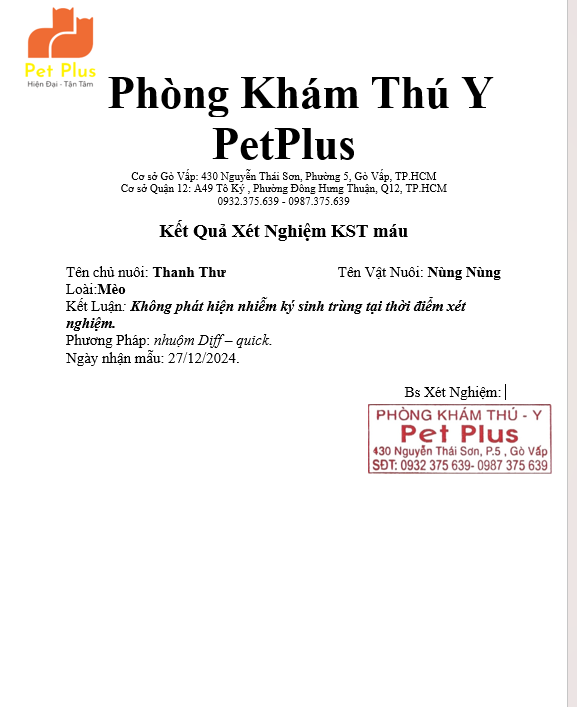 Pet Plus
Hiện Đại - Tận Tâm
Phòng Khám Thú Y
PetPlus
Cơ sở Gò Vấp: 430 Nguyễn Thái Sơn, Phường 5, Gò Vấp, TP.HCM
Cơ sở Quận 12: A49 Tô Ký , Phường Đông Hưng Thuận, Q12, TP.HCM
0932.375.639 - 0987.375.639
Kết Quả Xét Nghiệm KST máu
Tên chủ nuôi: Thanh Thư Tên Vật Nuôi: Nùng Nùng
Loài:Mèo
Kết Luận: Không phát hiện nhiễm ký sinh trùng tại thời điểm xét
nghiệm.
Phương Pháp: nhuộm Diff – quick.
Ngày nhận mẫu: 27/12/2024.
Bs Xét Nghiệm:
PHÒNG KHÁM THÚ - Y
Pet Plus
430 Nguyễn Thái Sơn, P.5 , Gò Vấp
SĐT: 0932 375 639- 0987 375 639